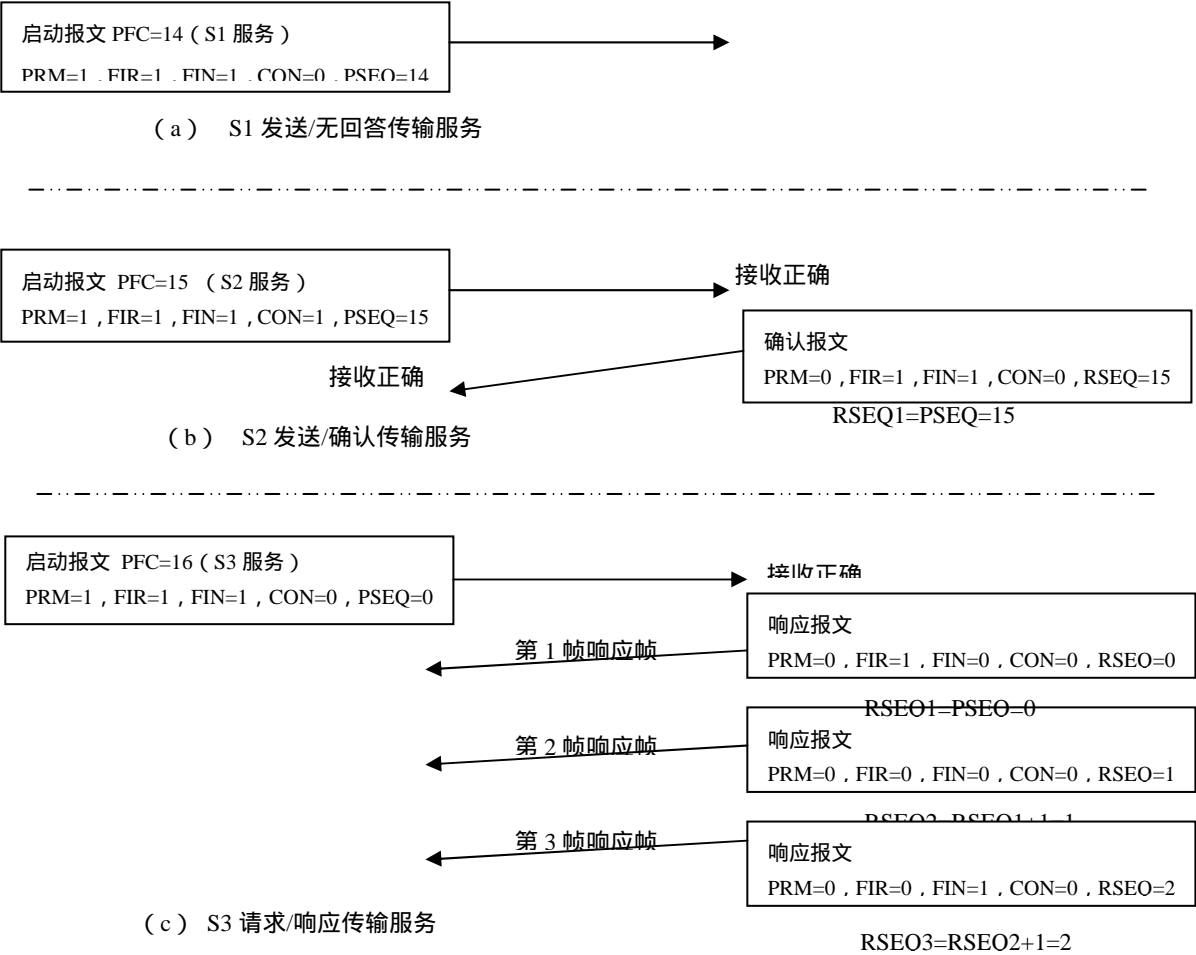 启动报文 PFC=14（S1 服务）
PRM=1，FIR=1，FIN=1，CON=0，PSEQ=14
（a） S1 发送/无回答传输服务
启动报文 PFC=15 （S2 服务）
PRM=1，FIR=1，FIN=1，CON=1，PSEQ=15
接收正确
确认报文
PRM=0，FIR=1，FIN=1，CON=0，RSEQ=15
接收正确
RSEQ1=PSEQ=15
（b） S2 发送/确认传输服务
启动报文 PFC=16（S3 服务）
PRM=1，FIR=1，FIN=1，CON=0，PSEQ=0
接收正确
响应报文
PRM=0，FIR=1，FIN=0，CON=0，RSEQ=0
第 1 帧响应帧
RSEQ1=PSEQ=0
响应报文
PRM=0，FIR=0，FIN=0，CON=0，RSEQ=1
第 2 帧响应帧
RSEQ2=RSEQ1+1=1
响应报文
PRM=0，FIR=0，FIN=1，CON=0，RSEQ=2
第 3 帧响应帧
RSEQ3=RSEQ2+1=2
（c） S3 请求/响应传输服务